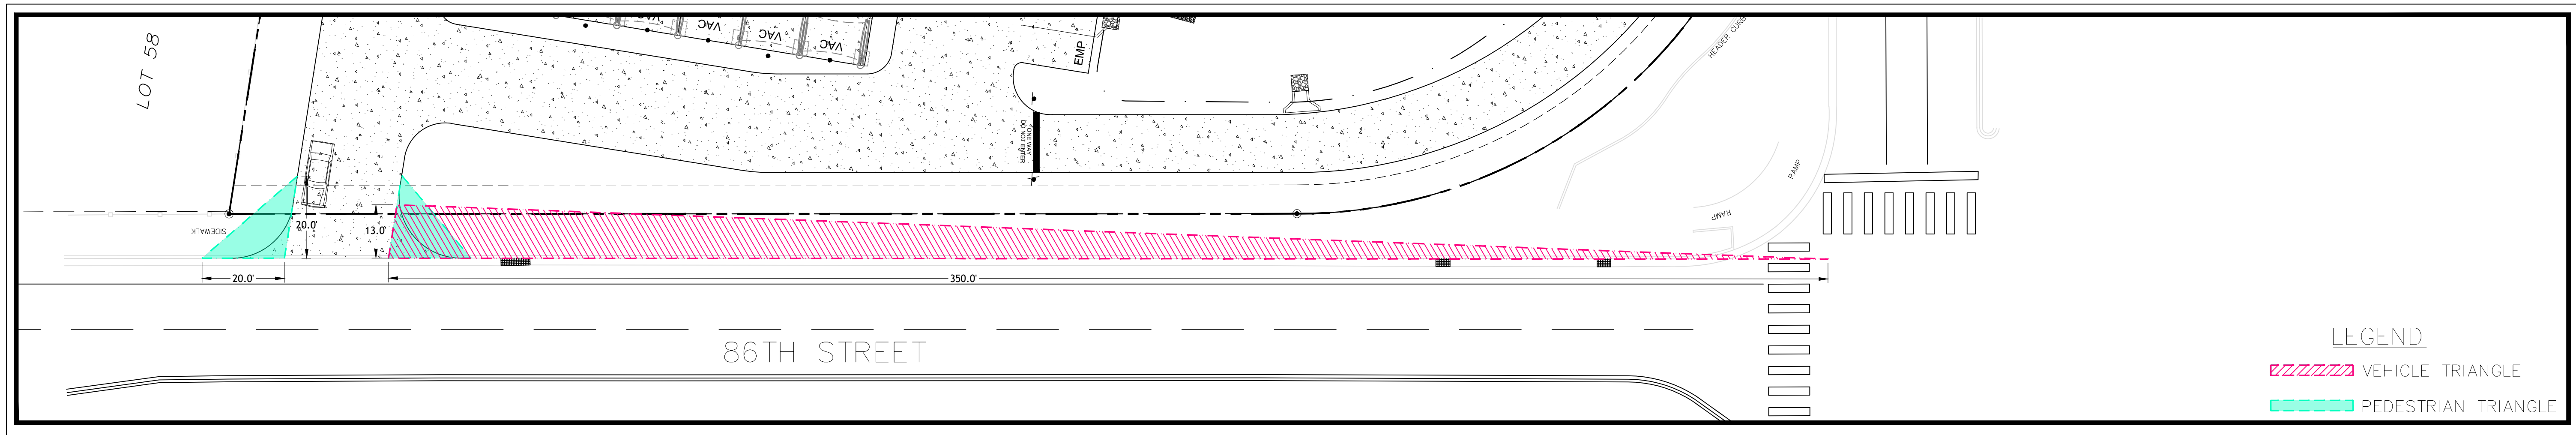 LOT 58
VAC
VAC
VAC
VAC
EMP
HEADER CURB
ONE WAY
DO NOT ENTER
RAMP
RAMP
SIDEWALK
20.0'
13.0'
20.0'
350.0'
86TH STREET
LEGEND
VEHICLE TRIANGLE
PEDESTRIAN TRIANGLE